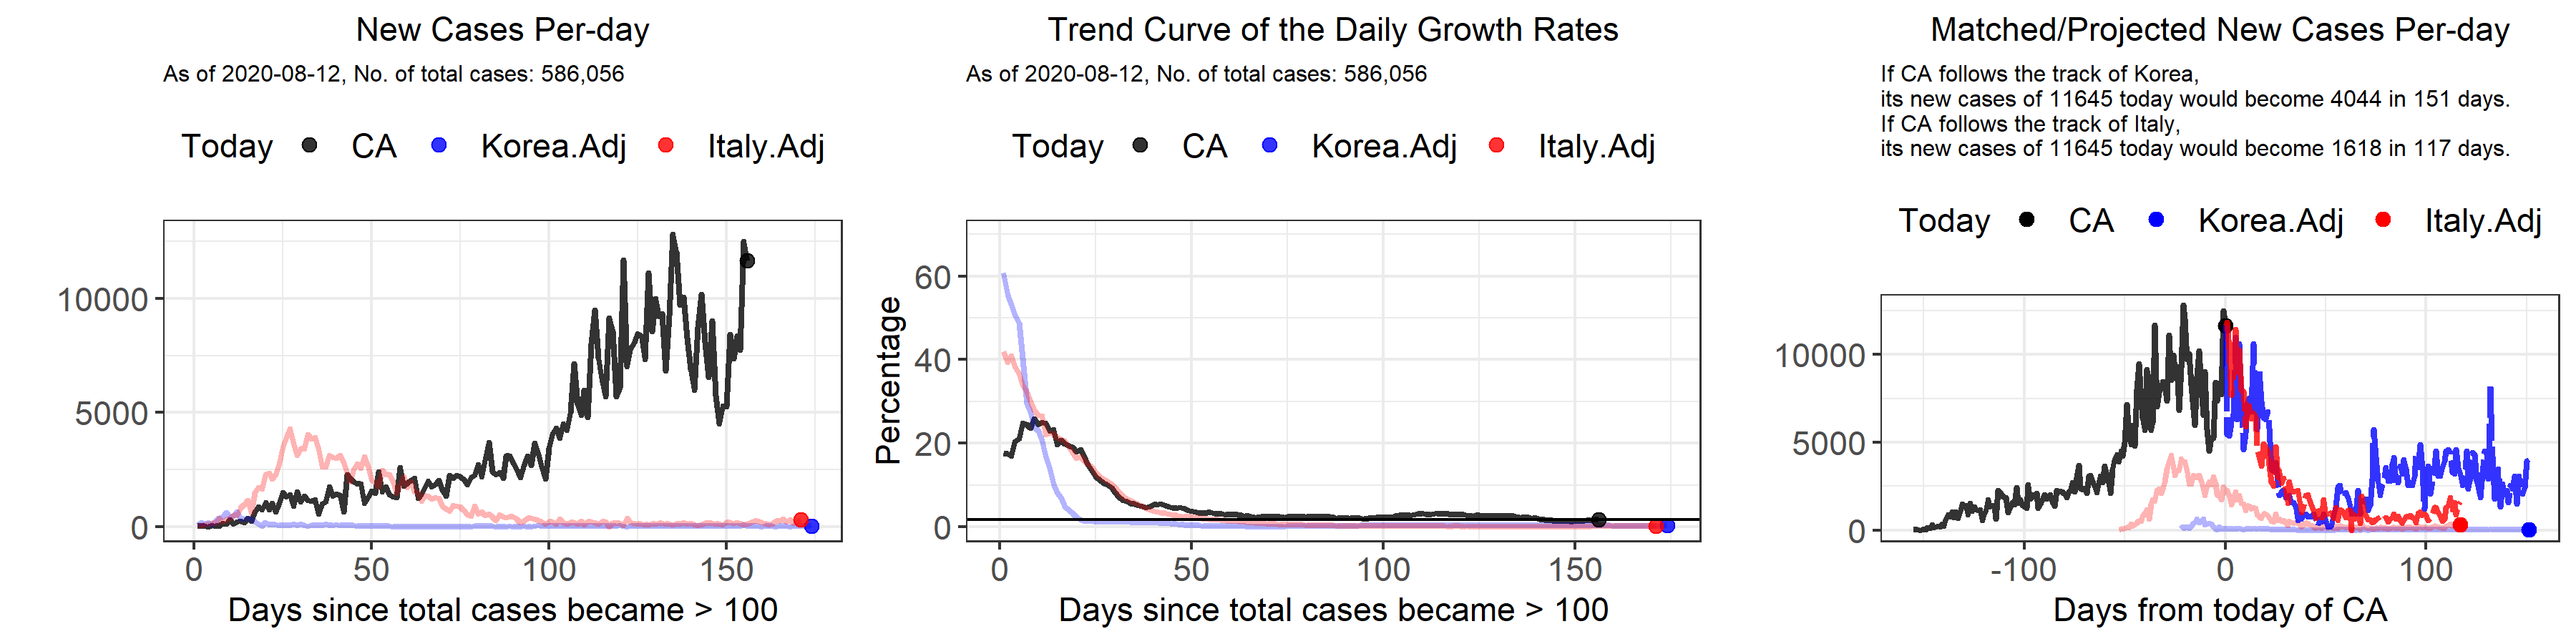 New Cases Per-day
As of 2020-08-12, No. of total cases: 586,056
Today CA Korea.Adj Italy.Adj
10000
5000
0
0 50 100 150
Days since total cases became > 100
Trend Curve of the Daily Growth Rates
As of 2020-08-12, No. of total cases: 586,056
Today CA Korea.Adj Italy.Adj
Percentage
60
40
20
0
0 50 100 150
Days since total cases became > 100
Matched/Projected New Cases Per-day
If CA follows the track of Korea,
its new cases of 11645 today would become 4044 in 151 days.
If CA follows the track of Italy,
its new cases of 11645 today would become 1618 in 117 days.
Today CA Korea.Adj Italy.Adj
10000
5000
0
-100 0 100
Days from today of CA